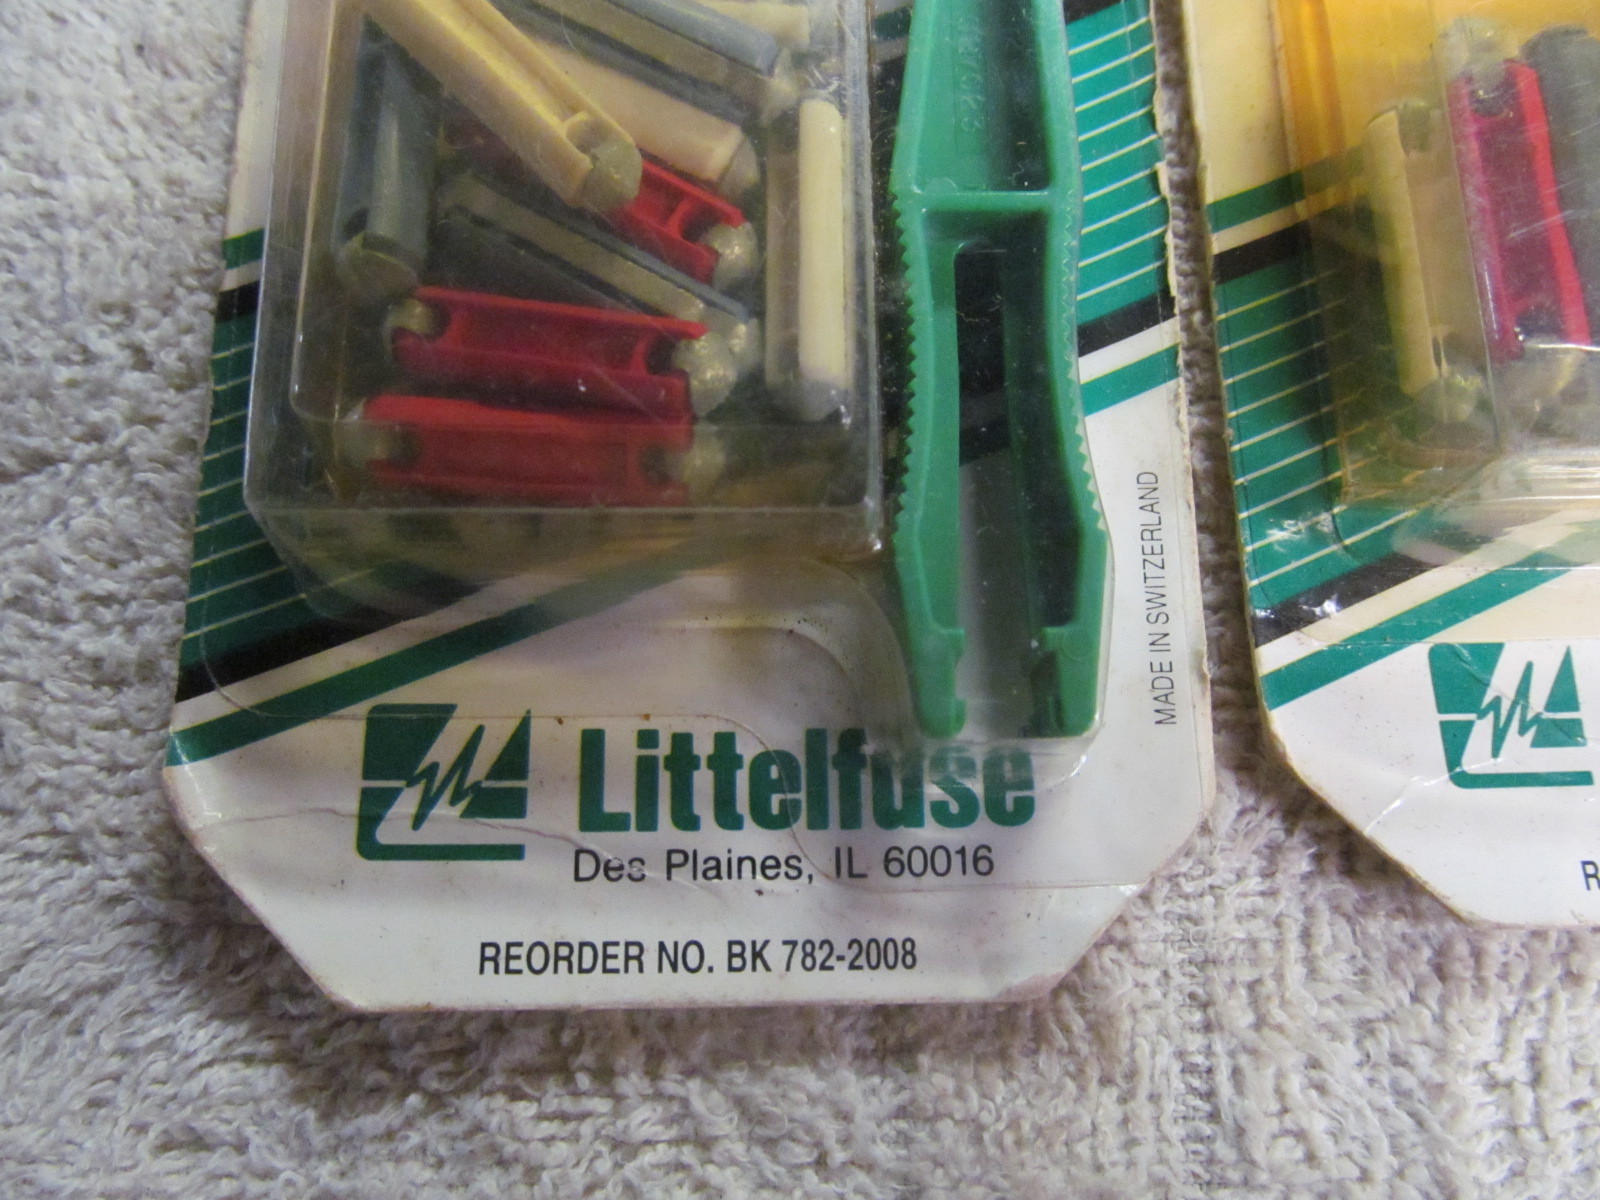 Littelfuse
Des Plaines, IL 60016
REORDER NO. BK 782-2008
MADE IN SWITZERLAND
R